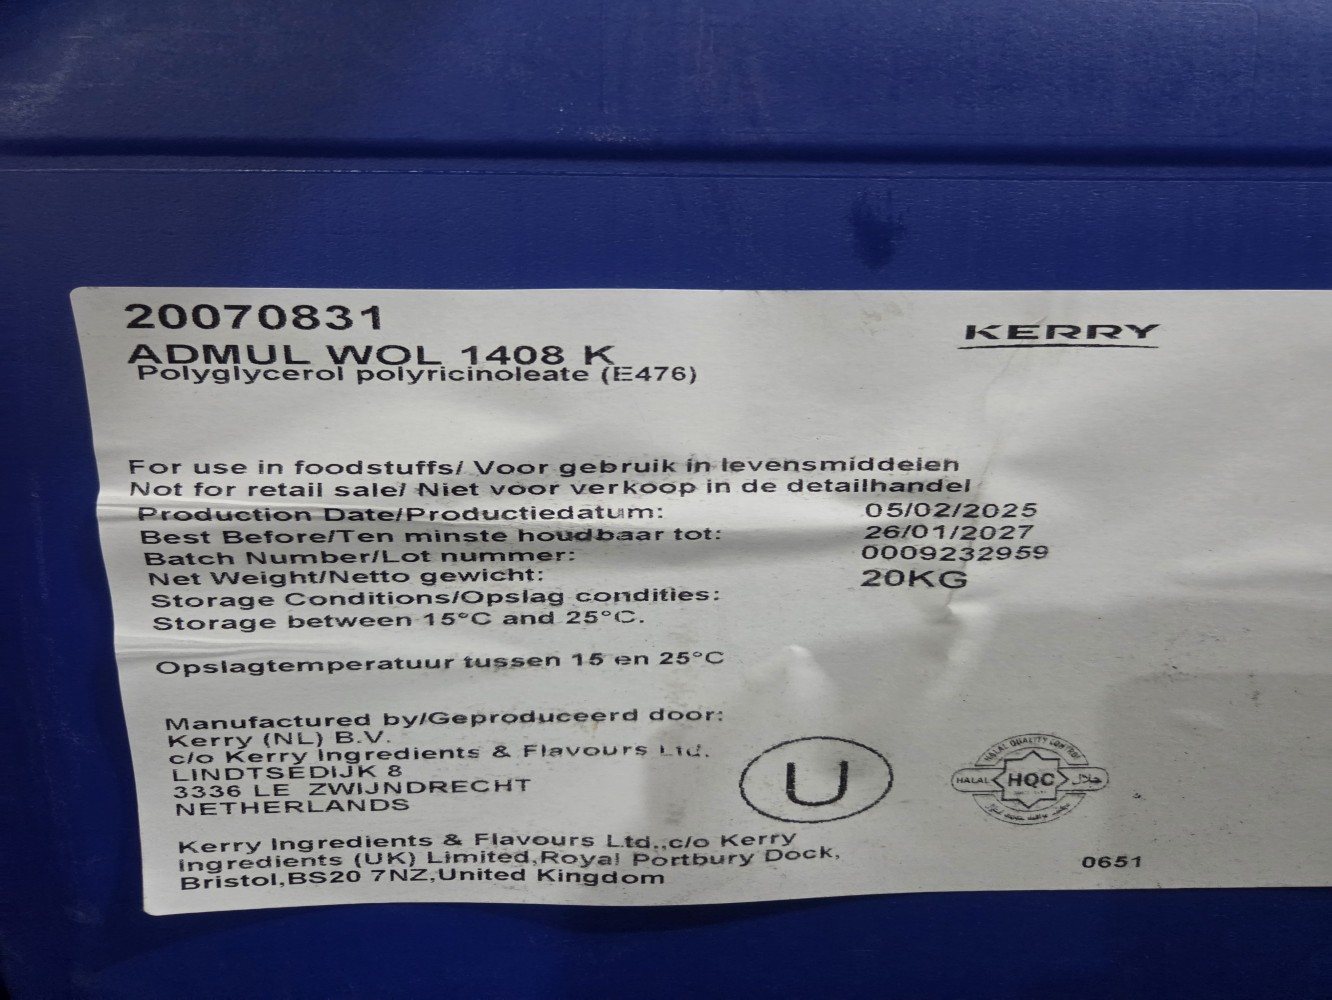 20070831
KERRY
ADMUL WOL 1408 K
Polyglycerol polyricinoleate (E476)
For use in foodstuffs/ Voor gebruik in levensmiddelen
Not for retail sale/ Niet voor verkoop in de detailhandel
Production Date/Productiedatum: 05/02/2025
Best Before/Ten minste houdbaar tot: 26/01/2027
Batch Number/Lot nummer: 0009232959
Net Weight/Netto gewicht: 20KG
Storage Conditions/Opslag condities:
Storage between 15°C and 25°C.
Opslagtemperatuur tussen 15 en 25°C
Manufactured by/Geproduceerd door:
Kerry (NL) B.V.
c/o Kerry Ingredients & Flavours Ltd.
LINDTSEDIJK 8
3336 LE ZWIJNDRECHT
NETHERLANDS
U
HALAL QUALITY CONTROL
HALAL HQC حلال
Kerry Ingredients & Flavours Ltd.,c/o Kerry
Ingredients (UK) Limited,Royal Portbury Dock,
Bristol,BS20 7NZ,United Kingdom
0651